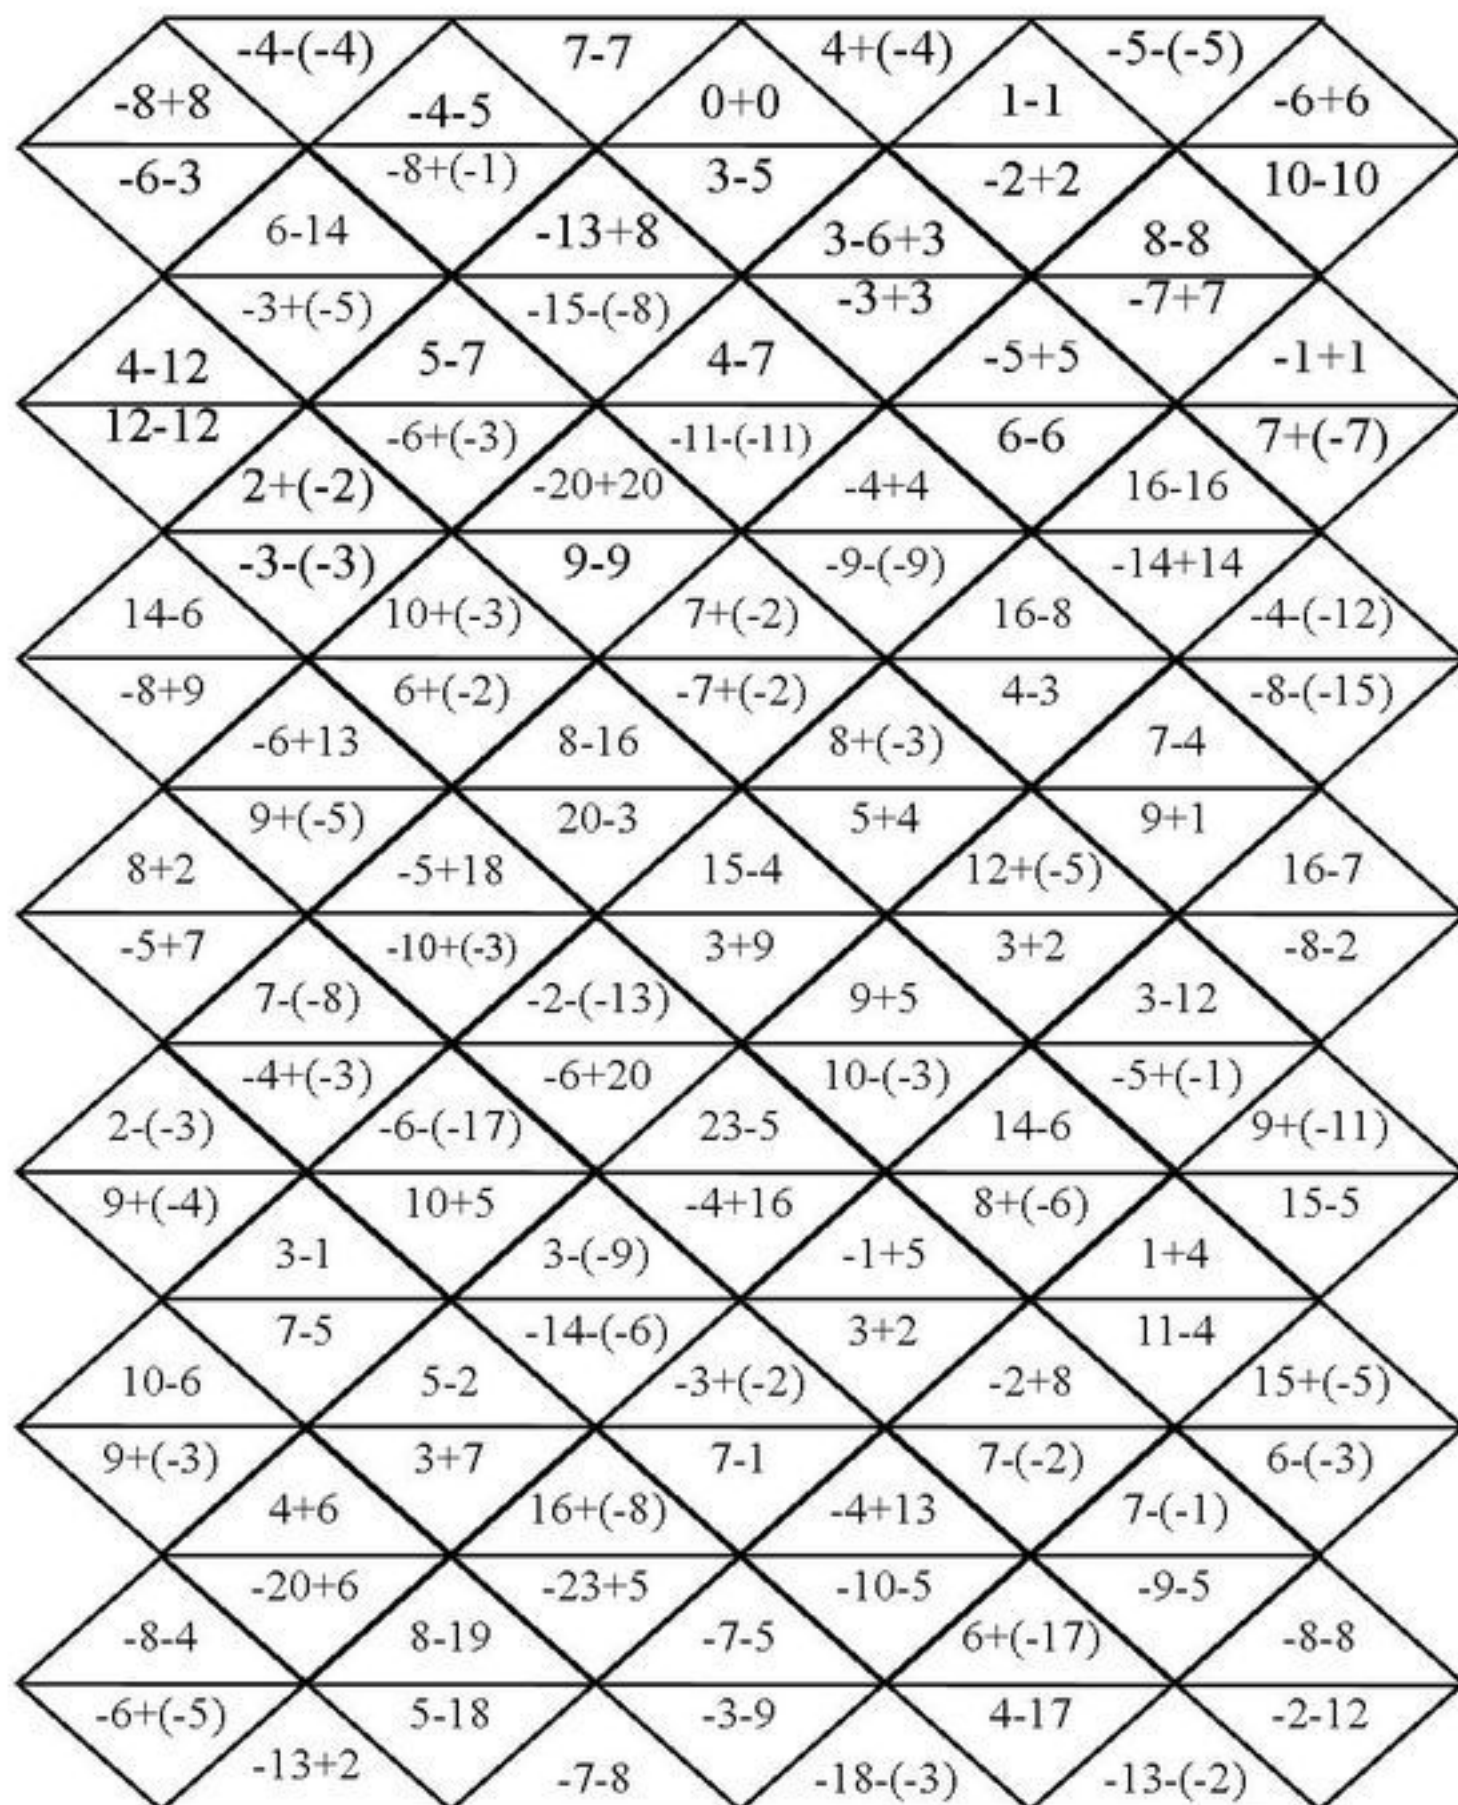 -4-(-4) 7-7 4+(-4) -5-(-5)
-8+8 -4-5 0+0 1-1 -6+6
-6-3 -8+(-1) 3-5 -2+2 10-10
6-14 -13+8 3-6+3 8-8
-3+(-5) -15-(-8) -3+3 -7+7
4-12 5-7 4-7 -5+5 -1+1
12-12 -6+(-3) -11-(-11) 6-6 7+(-7)
2+(-2) -20+20 -4+4 16-16
-3-(-3) 9-9 -9-(-9) -14+14
14-6 10+(-3) 7+(-2) 16-8 -4-(-12)
-8+9 6+(-2) -7+(-2) 4-3 -8-(-15)
-6+13 8-16 8+(-3) 7-4
9+(-5) 20-3 5+4 9+1
8+2 -5+18 15-4 12+(-5) 16-7
-5+7 -10+(-3) 3+9 3+2 -8-2
7-(-8) -2-(-13) 9+5 3-12
-4+(-3) -6+20 10-(-3) -5+(-1)
2-(-3) -6-(-17) 23-5 14-6 9+(-11)
9+(-4) 10+5 -4+16 8+(-6) 15-5
3-1 3-(-9) -1+5 1+4
7-5 -14-(-6) 3+2 11-4
10-6 5-2 -3+(-2) -2+8 15+(-5)
9+(-3) 3+7 7-1 7-(-2) 6-(-3)
4+6 16+(-8) -4+13 7-(-1)
-20+6 -23+5 -10-5 -9-5
-8-4 8-19 -7-5 6+(-17) -8-8
-6+(-5) 5-18 -3-9 4-17 -2-12
-13+2 -7-8 -18-(-3) -13-(-2)